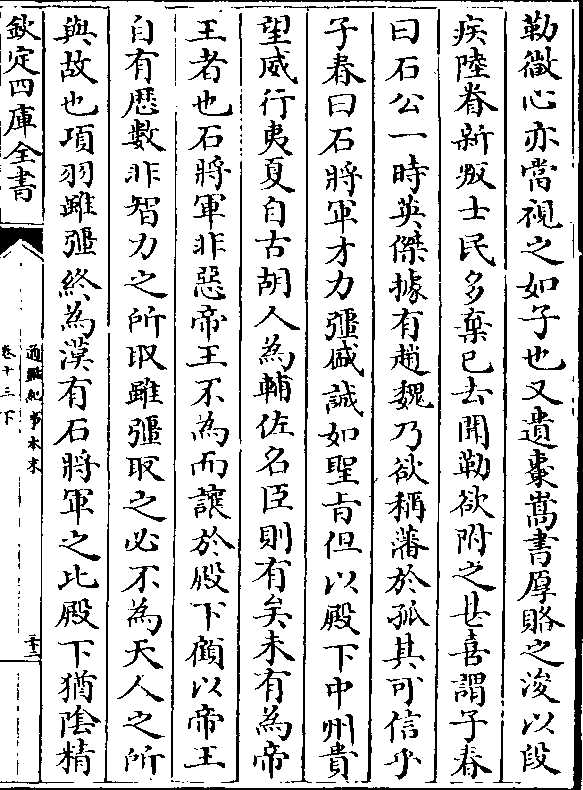 勒微心亦當視之如子也又遺棗嵩書厚賂之浚以段
疾陸眷新叛士民多棄已去聞勒欲附之甚喜謂子春
曰石公一時英傑據有趙魏乃欲稱藩於孤其可信乎
子春曰石將軍才力彊盛誠如聖旨但以殿下中州貴
望威行夷夏自古胡人為輔佐名臣則有矣未有為帝
王者也石將軍非惡帝王不為而讓於殿下顧以帝王
自有厯數非智力之所取雖彊取之必不為天人之所
與故也項羽雖彊終為漢有石將軍之比殿下猶陰精
欽定四庫全書
通鑑紀事本末
卷十三下